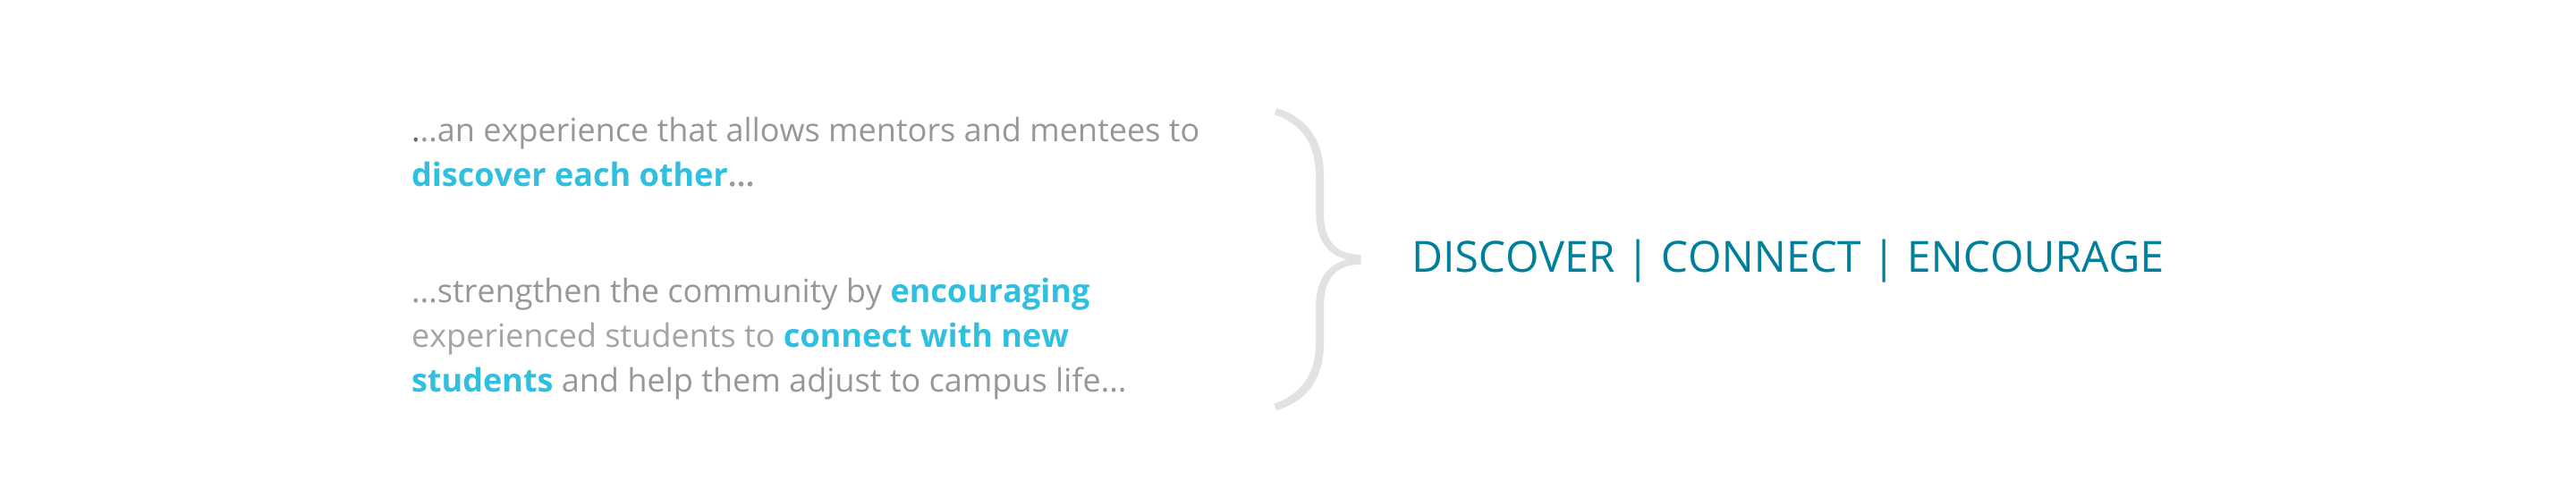 ...an experience that allows mentors and mentees to
discover each other...
...strengthen the community by encouraging
experienced students to connect with new
students and help them adjust to campus life...
DISCOVER | CONNECT | ENCOURAGE